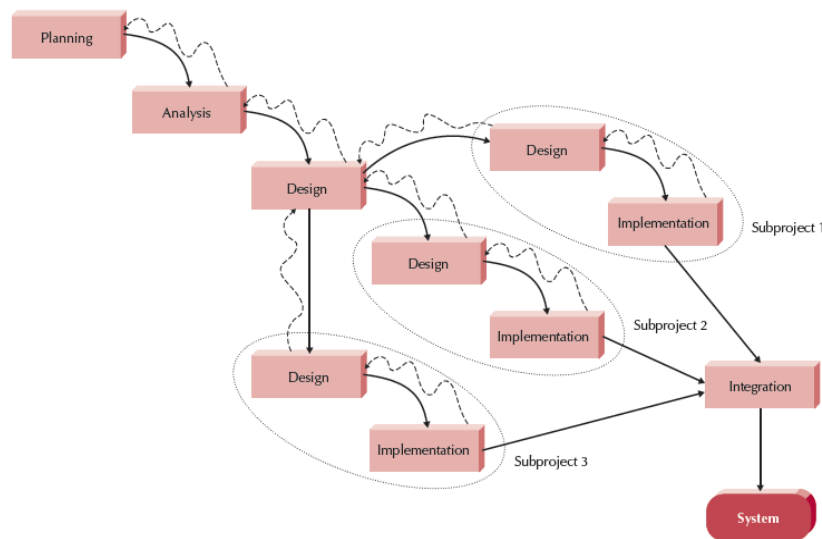 Planning
Analysis
Design
Design
Implementation
Subproject 1
Design
Implementation
Subproject 2
Design
Implementation
Subproject 3
Integration
System